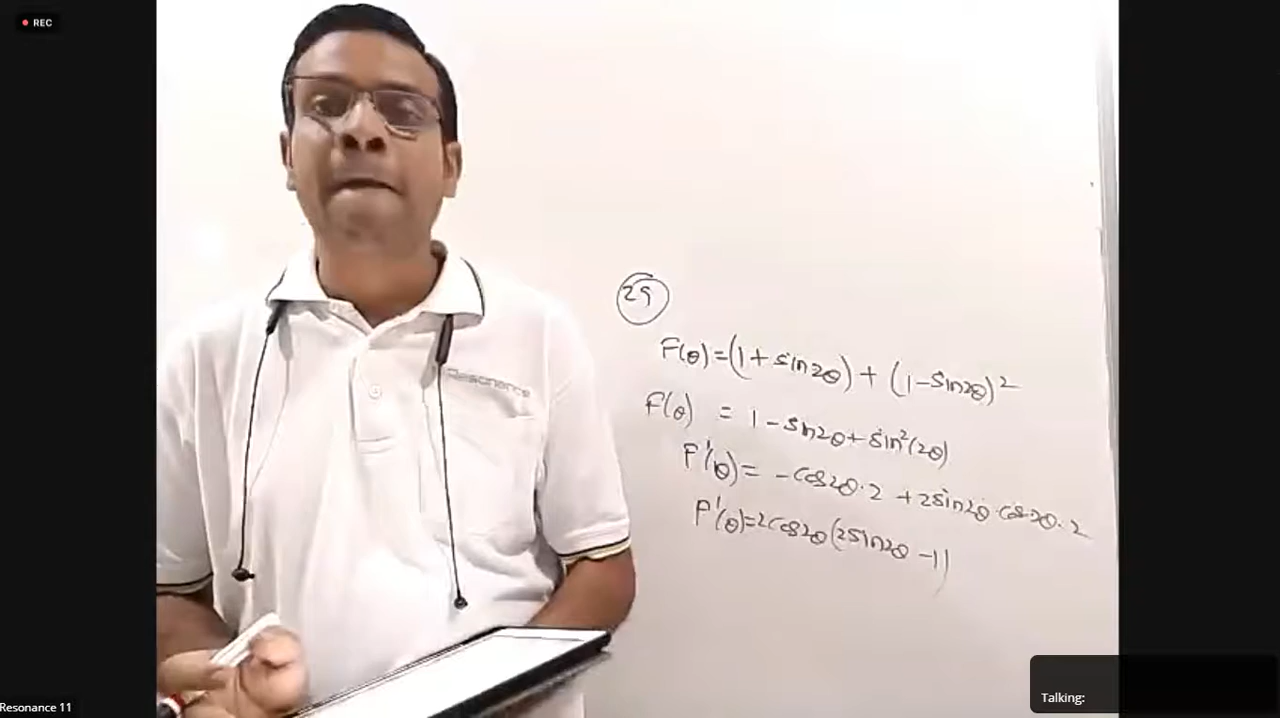 REC
Resonance
29
F(θ) = (1 + sin2θ) + (1 - sin2θ)²
F(θ) = 1 - sin2θ + sin²(2θ)
F'(θ) = - cos2θ·2 + 2sin2θ·cos2θ·2
F'(θ) = 2cos2θ(2sin2θ - 1)
Talking:
Resonance 11